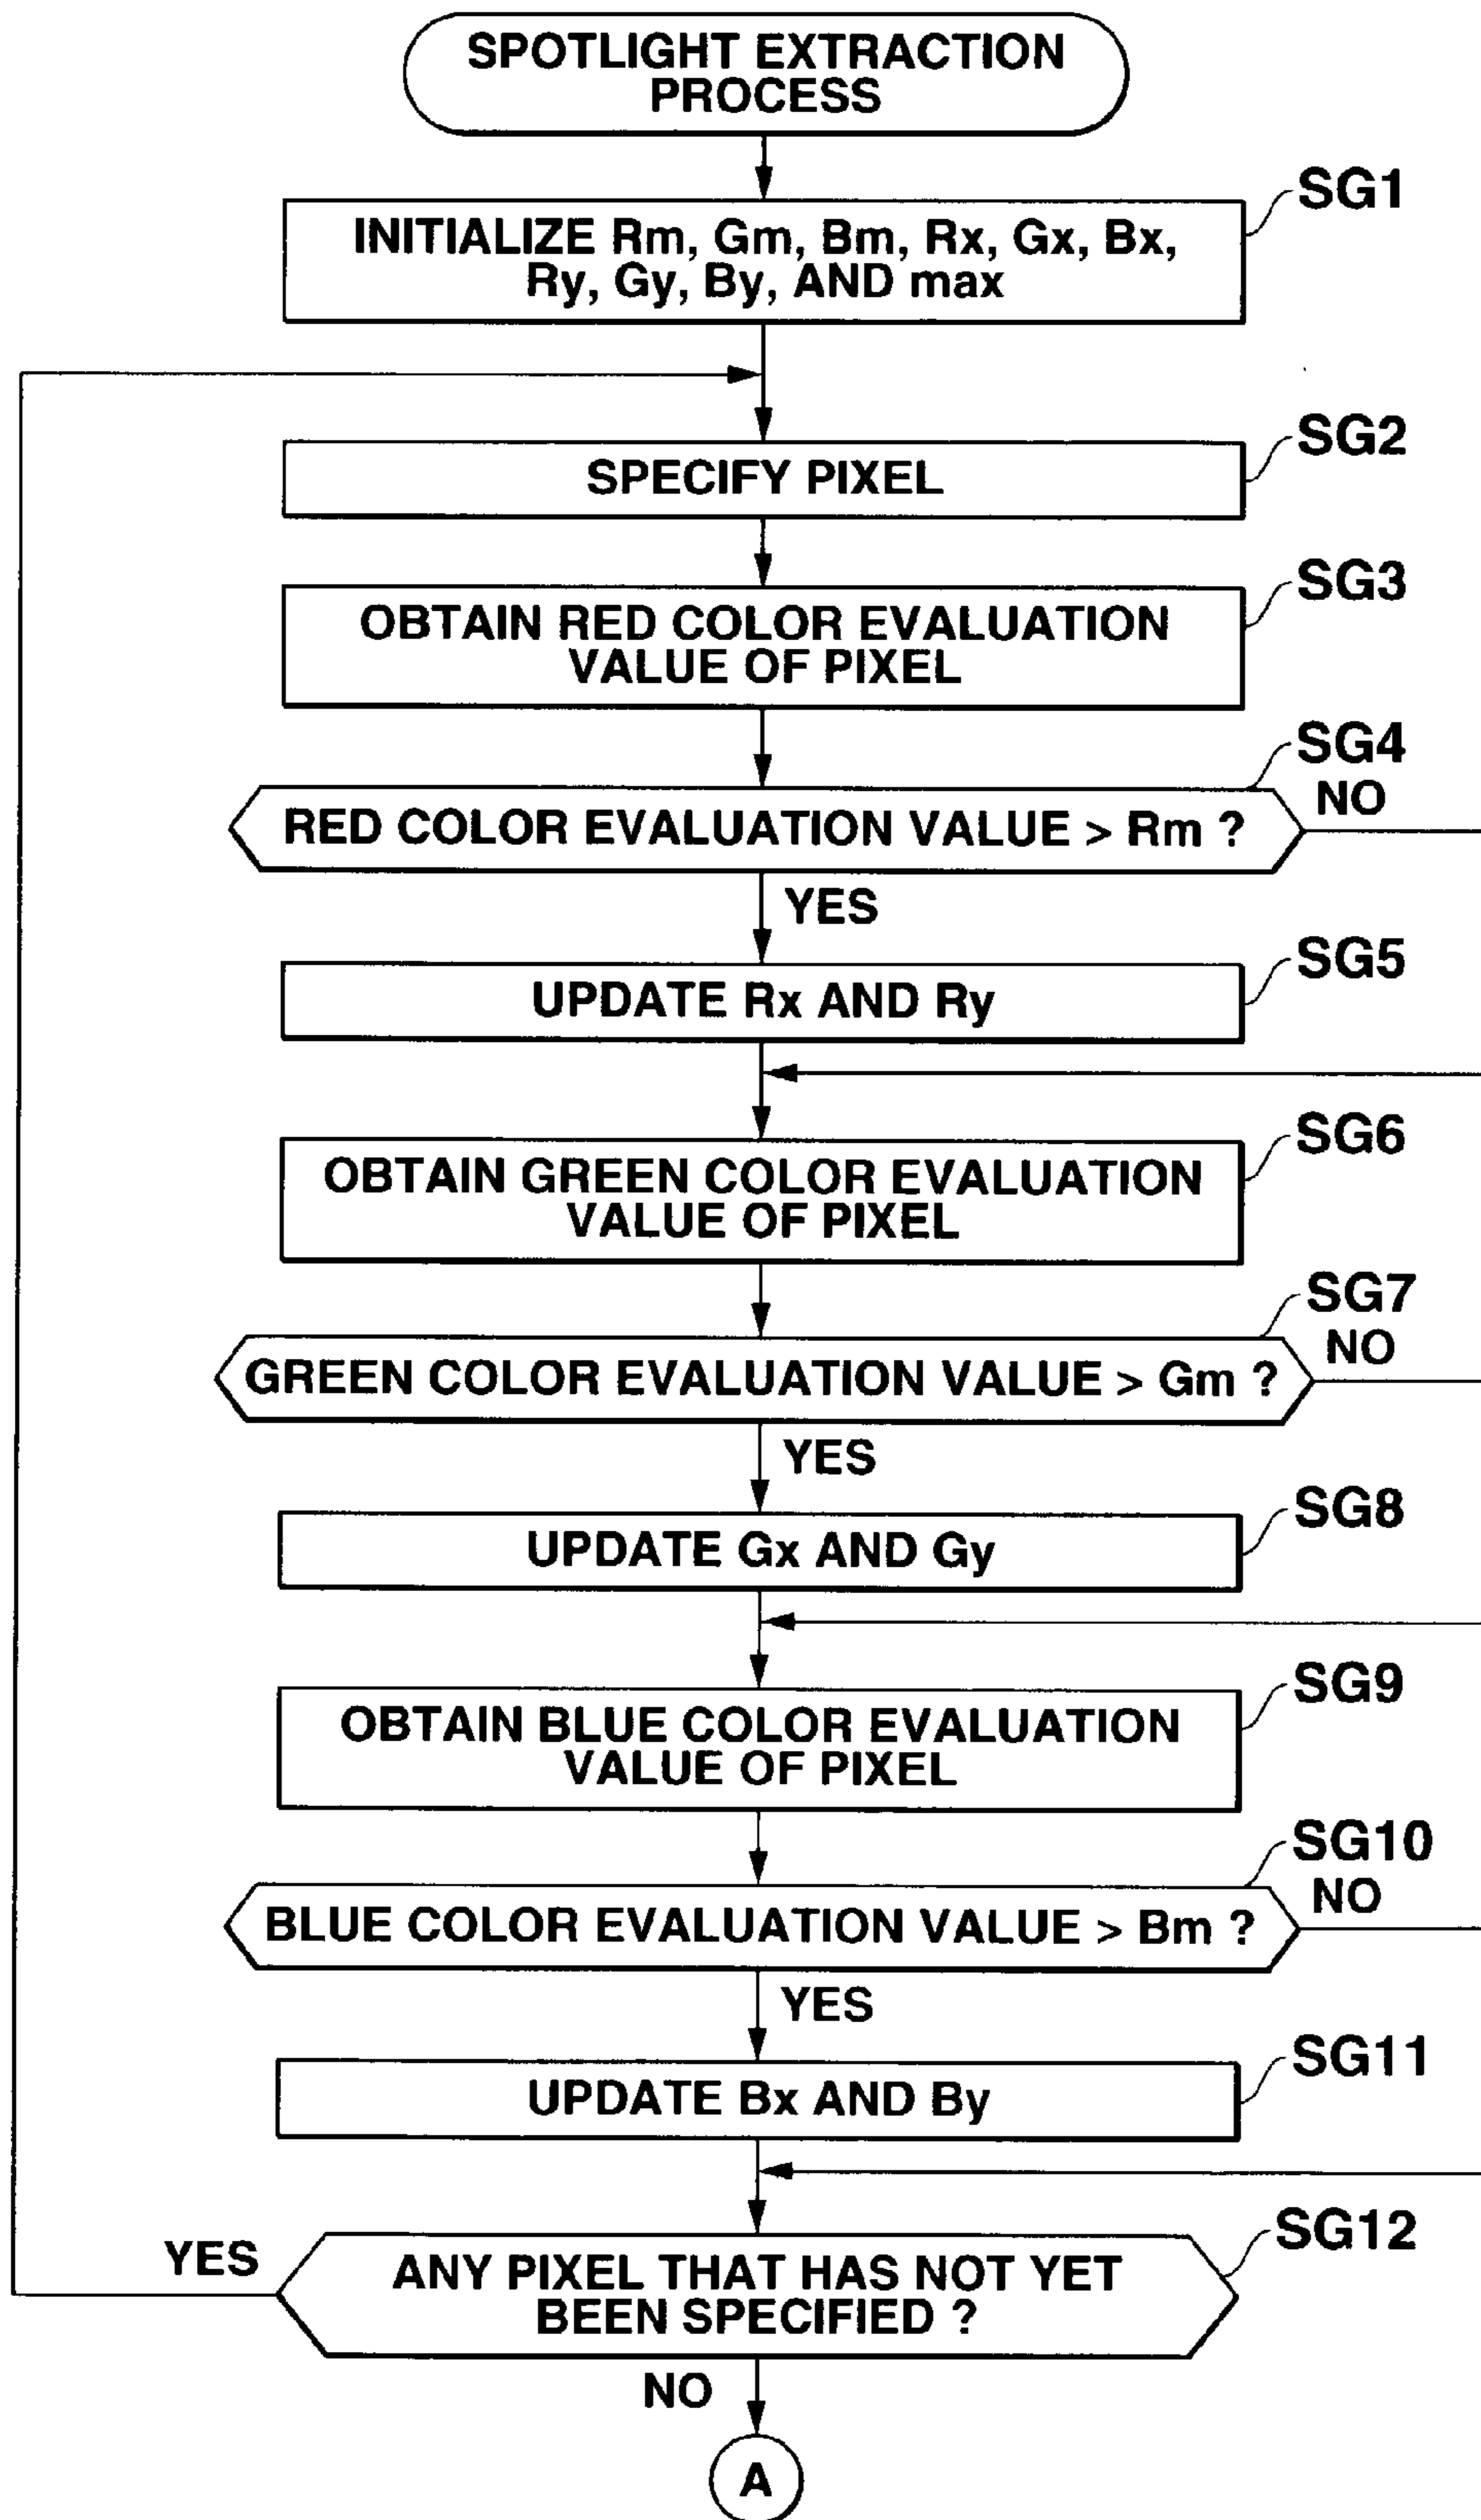 SPOTLIGHT EXTRACTION
PROCESS
SG1
INITIALIZE Rm, Gm, Bm, Rx, Gx, Bx,
Ry, Gy, By, AND max
SG2
SPECIFY PIXEL
SG3
OBTAIN RED COLOR EVALUATION
VALUE OF PIXEL
SG4
NO
RED COLOR EVALUATION VALUE > Rm ?
YES
SG5
UPDATE Rx AND Ry
SG6
OBTAIN GREEN COLOR EVALUATION
VALUE OF PIXEL
SG7
NO
GREEN COLOR EVALUATION VALUE > Gm ?
YES
SG8
UPDATE Gx AND Gy
SG9
OBTAIN BLUE COLOR EVALUATION
VALUE OF PIXEL
SG10
NO
BLUE COLOR EVALUATION VALUE > Bm ?
YES
SG11
UPDATE Bx AND By
SG12
YES
ANY PIXEL THAT HAS NOT YET
BEEN SPECIFIED ?
NO
A